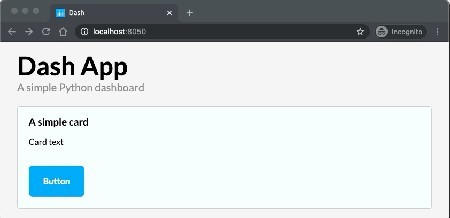 Dash
localhost:8050
Incognito
Dash App
A simple Python dashboard
A simple card
Card text
Button